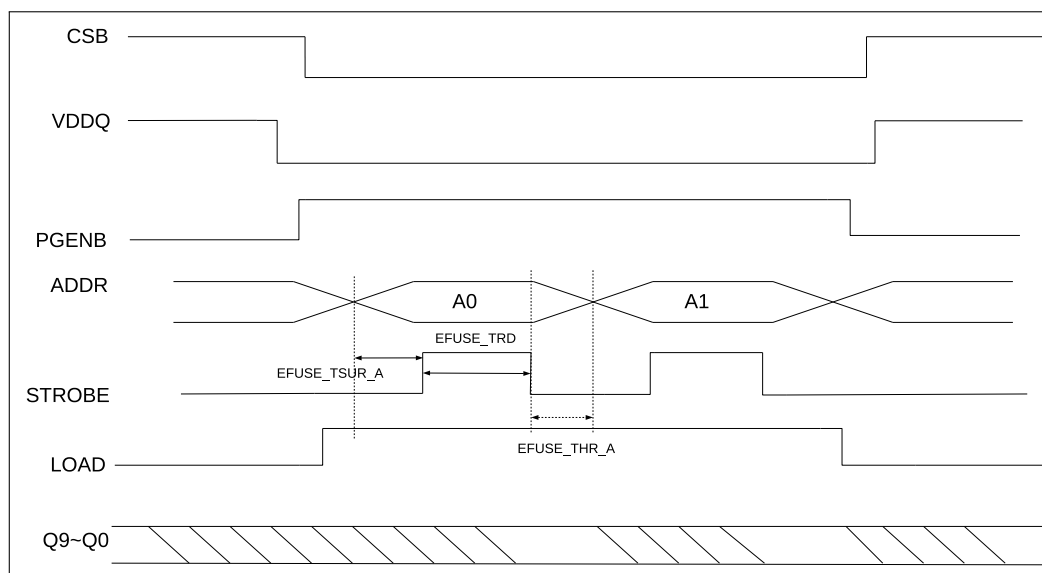 CSB
VDDQ
PGENB
ADDR
A0
A1
EFUSE_TRD
EFUSE_TSUR_A
STROBE
EFUSE_THR_A
LOAD
Q9~Q0